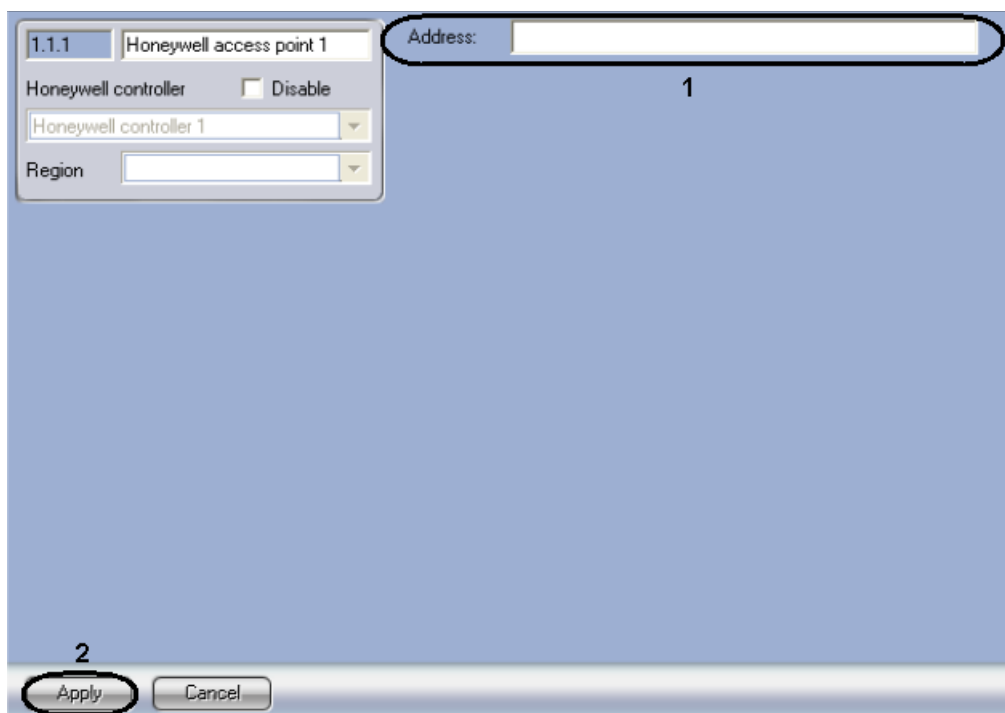 1.1.1 Honeywell access point 1
Address:
1
Honeywell controller Disable
Honeywell controller 1
Region
2
Apply Cancel